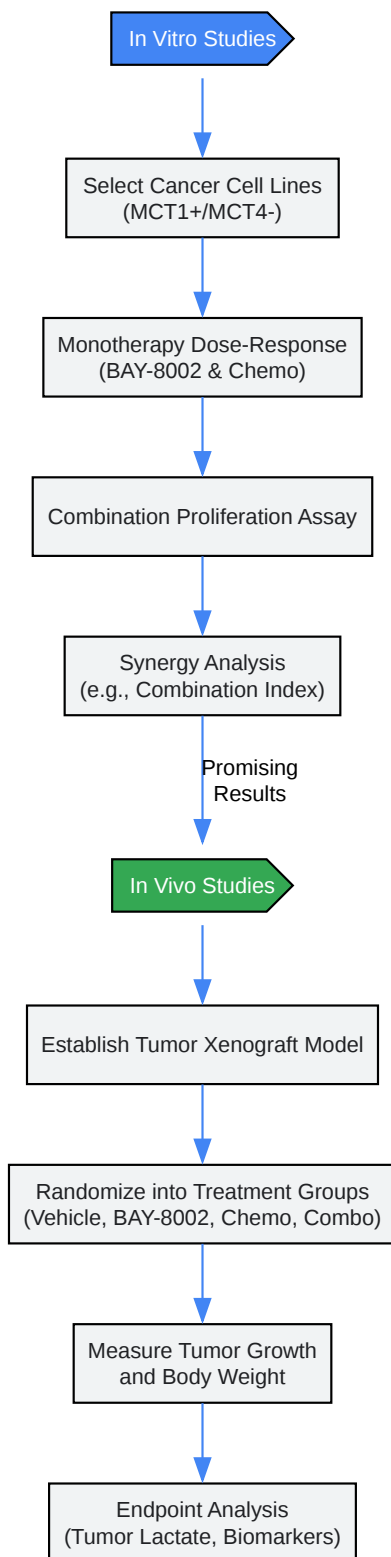 In Vitro Studies
Select Cancer Cell Lines
(MCT1+/MCT4-)
Monotherapy Dose-Response
(BAY-8002 & Chemo)
Combination Proliferation Assay
Synergy Analysis
(e.g., Combination Index)
Promising
Results
In Vivo Studies
Establish Tumor Xenograft Model
Randomize into Treatment Groups
(Vehicle, BAY-8002, Chemo, Combo)
Measure Tumor Growth
and Body Weight
Endpoint Analysis
(Tumor Lactate, Biomarkers)